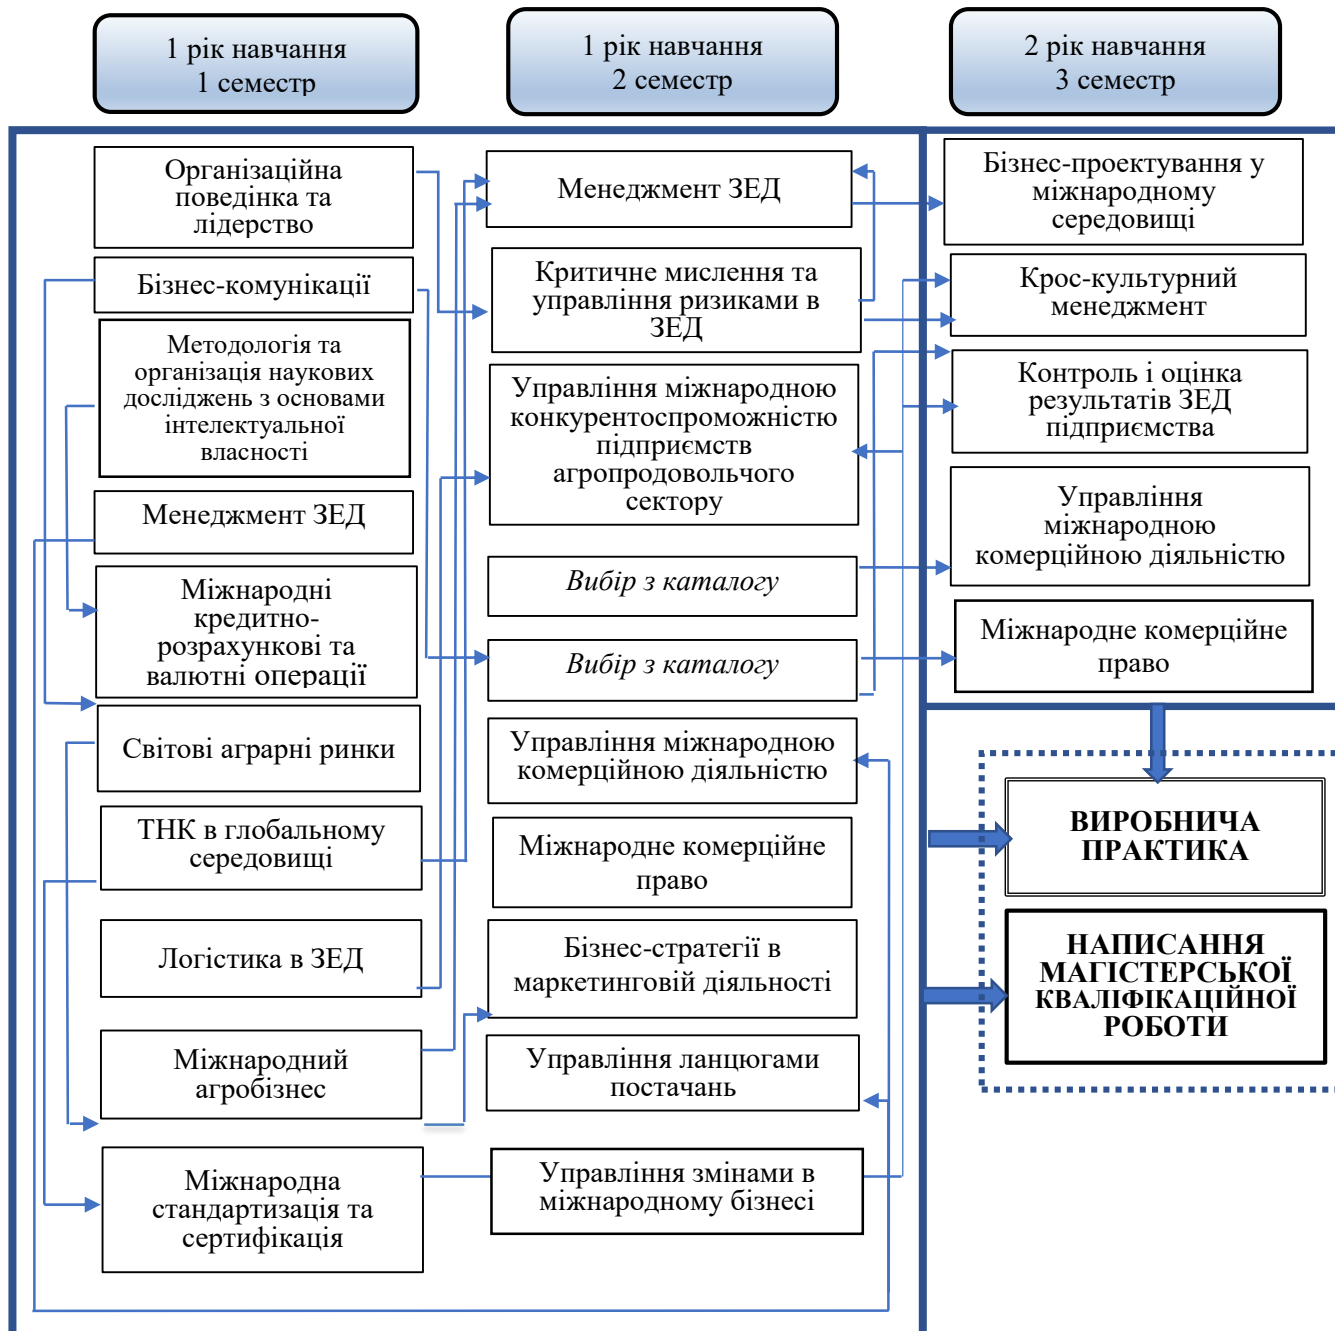 1 рік навчання
1 семестр
1 рік навчання
2 семестр
2 рік навчання
3 семестр
Організаційна
поведінка та
лідерство
Бізнес-комунікації
Методологія та
організація наукових
досліджень з основами
інтелектуальної
власності
Менеджмент ЗЕД
Міжнародні
кредитно-
розрахункові та
валютні операції
Світові аграрні ринки
ТНК в глобальному
середовищі
Логістика в ЗЕД
Міжнародний
агробізнес
Міжнародна
стандартизація та
сертифікація
Менеджмент ЗЕД
Критичне мислення та
управління ризиками в
ЗЕД
Управління міжнародною
конкурентоспроможністю
підприємств
агропродовольчого
сектору
Вибір з каталогу
Вибір з каталогу
Управління міжнародною
комерційною діяльністю
Міжнародне комерційне
право
Бізнес-стратегії в
маркетинговій діяльності
Управління ланцюгами
постачань
Управління змінами в
міжнародному бізнесі
Бізнес-проектування у
міжнародному
середовищі
Крос-культурний
менеджмент
Контроль і оцінка
результатів ЗЕД
підприємства
Управління
міжнародною
комерційною діяльністю
Міжнародне комерційне
право
ВИРОБНИЧА
ПРАКТИКА
НАПИСАННЯ
МАГІСТЕРСЬКОЇ
КВАЛІФІКАЦІЙНОЇ
РОБОТИ